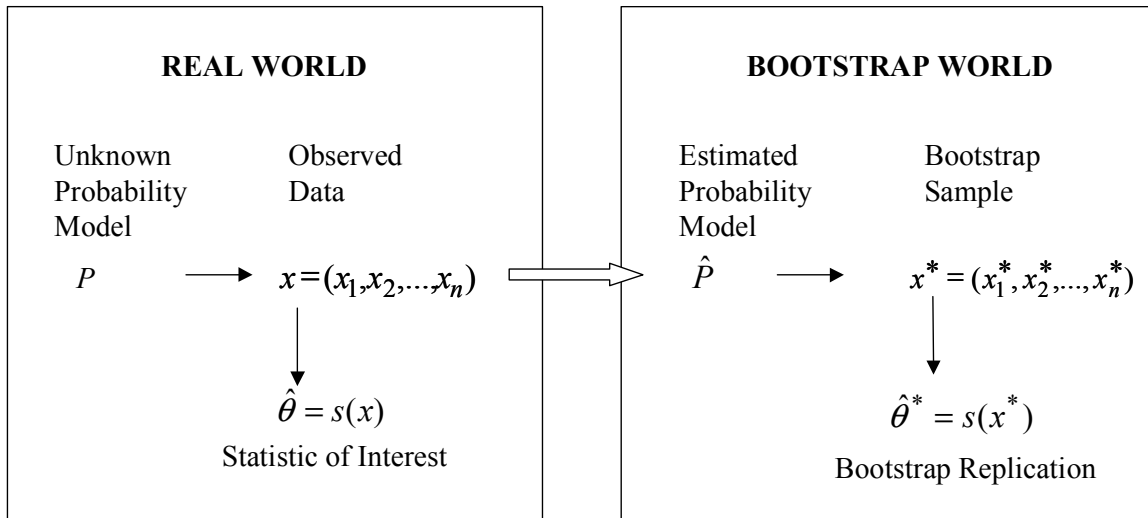 REAL WORLD
Unknown
Probability
Model
Observed
Data
P
x=(x₁,x₂,...,xₙ)
θ̂ = s(x)
Statistic of Interest
BOOTSTRAP WORLD
Estimated
Probability
Model
Bootstrap
Sample
P̂
x* = (x₁*,x₂*,...,xₙ*)
θ̂* = s(x*)
Bootstrap Replication